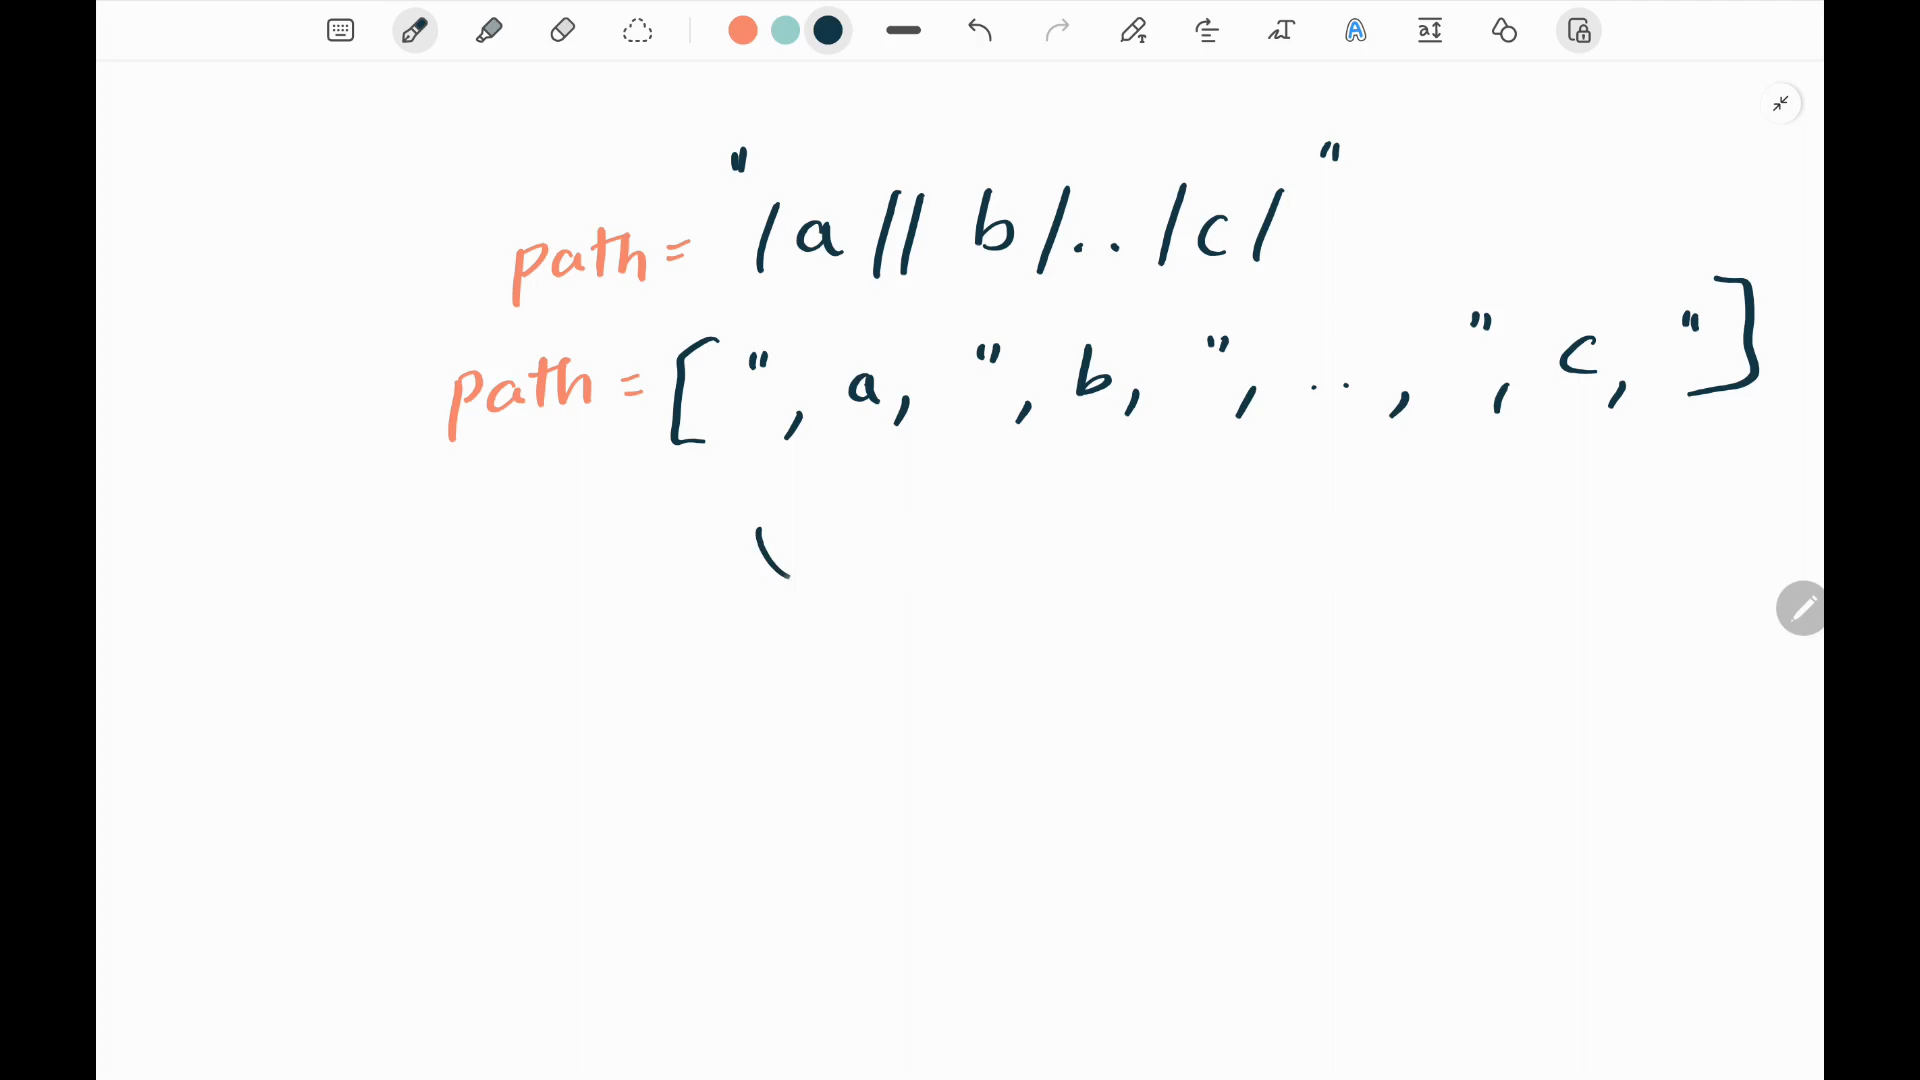 path= "/a//b/../c/"
path= [", a, ", b, ", .., ", c, "]